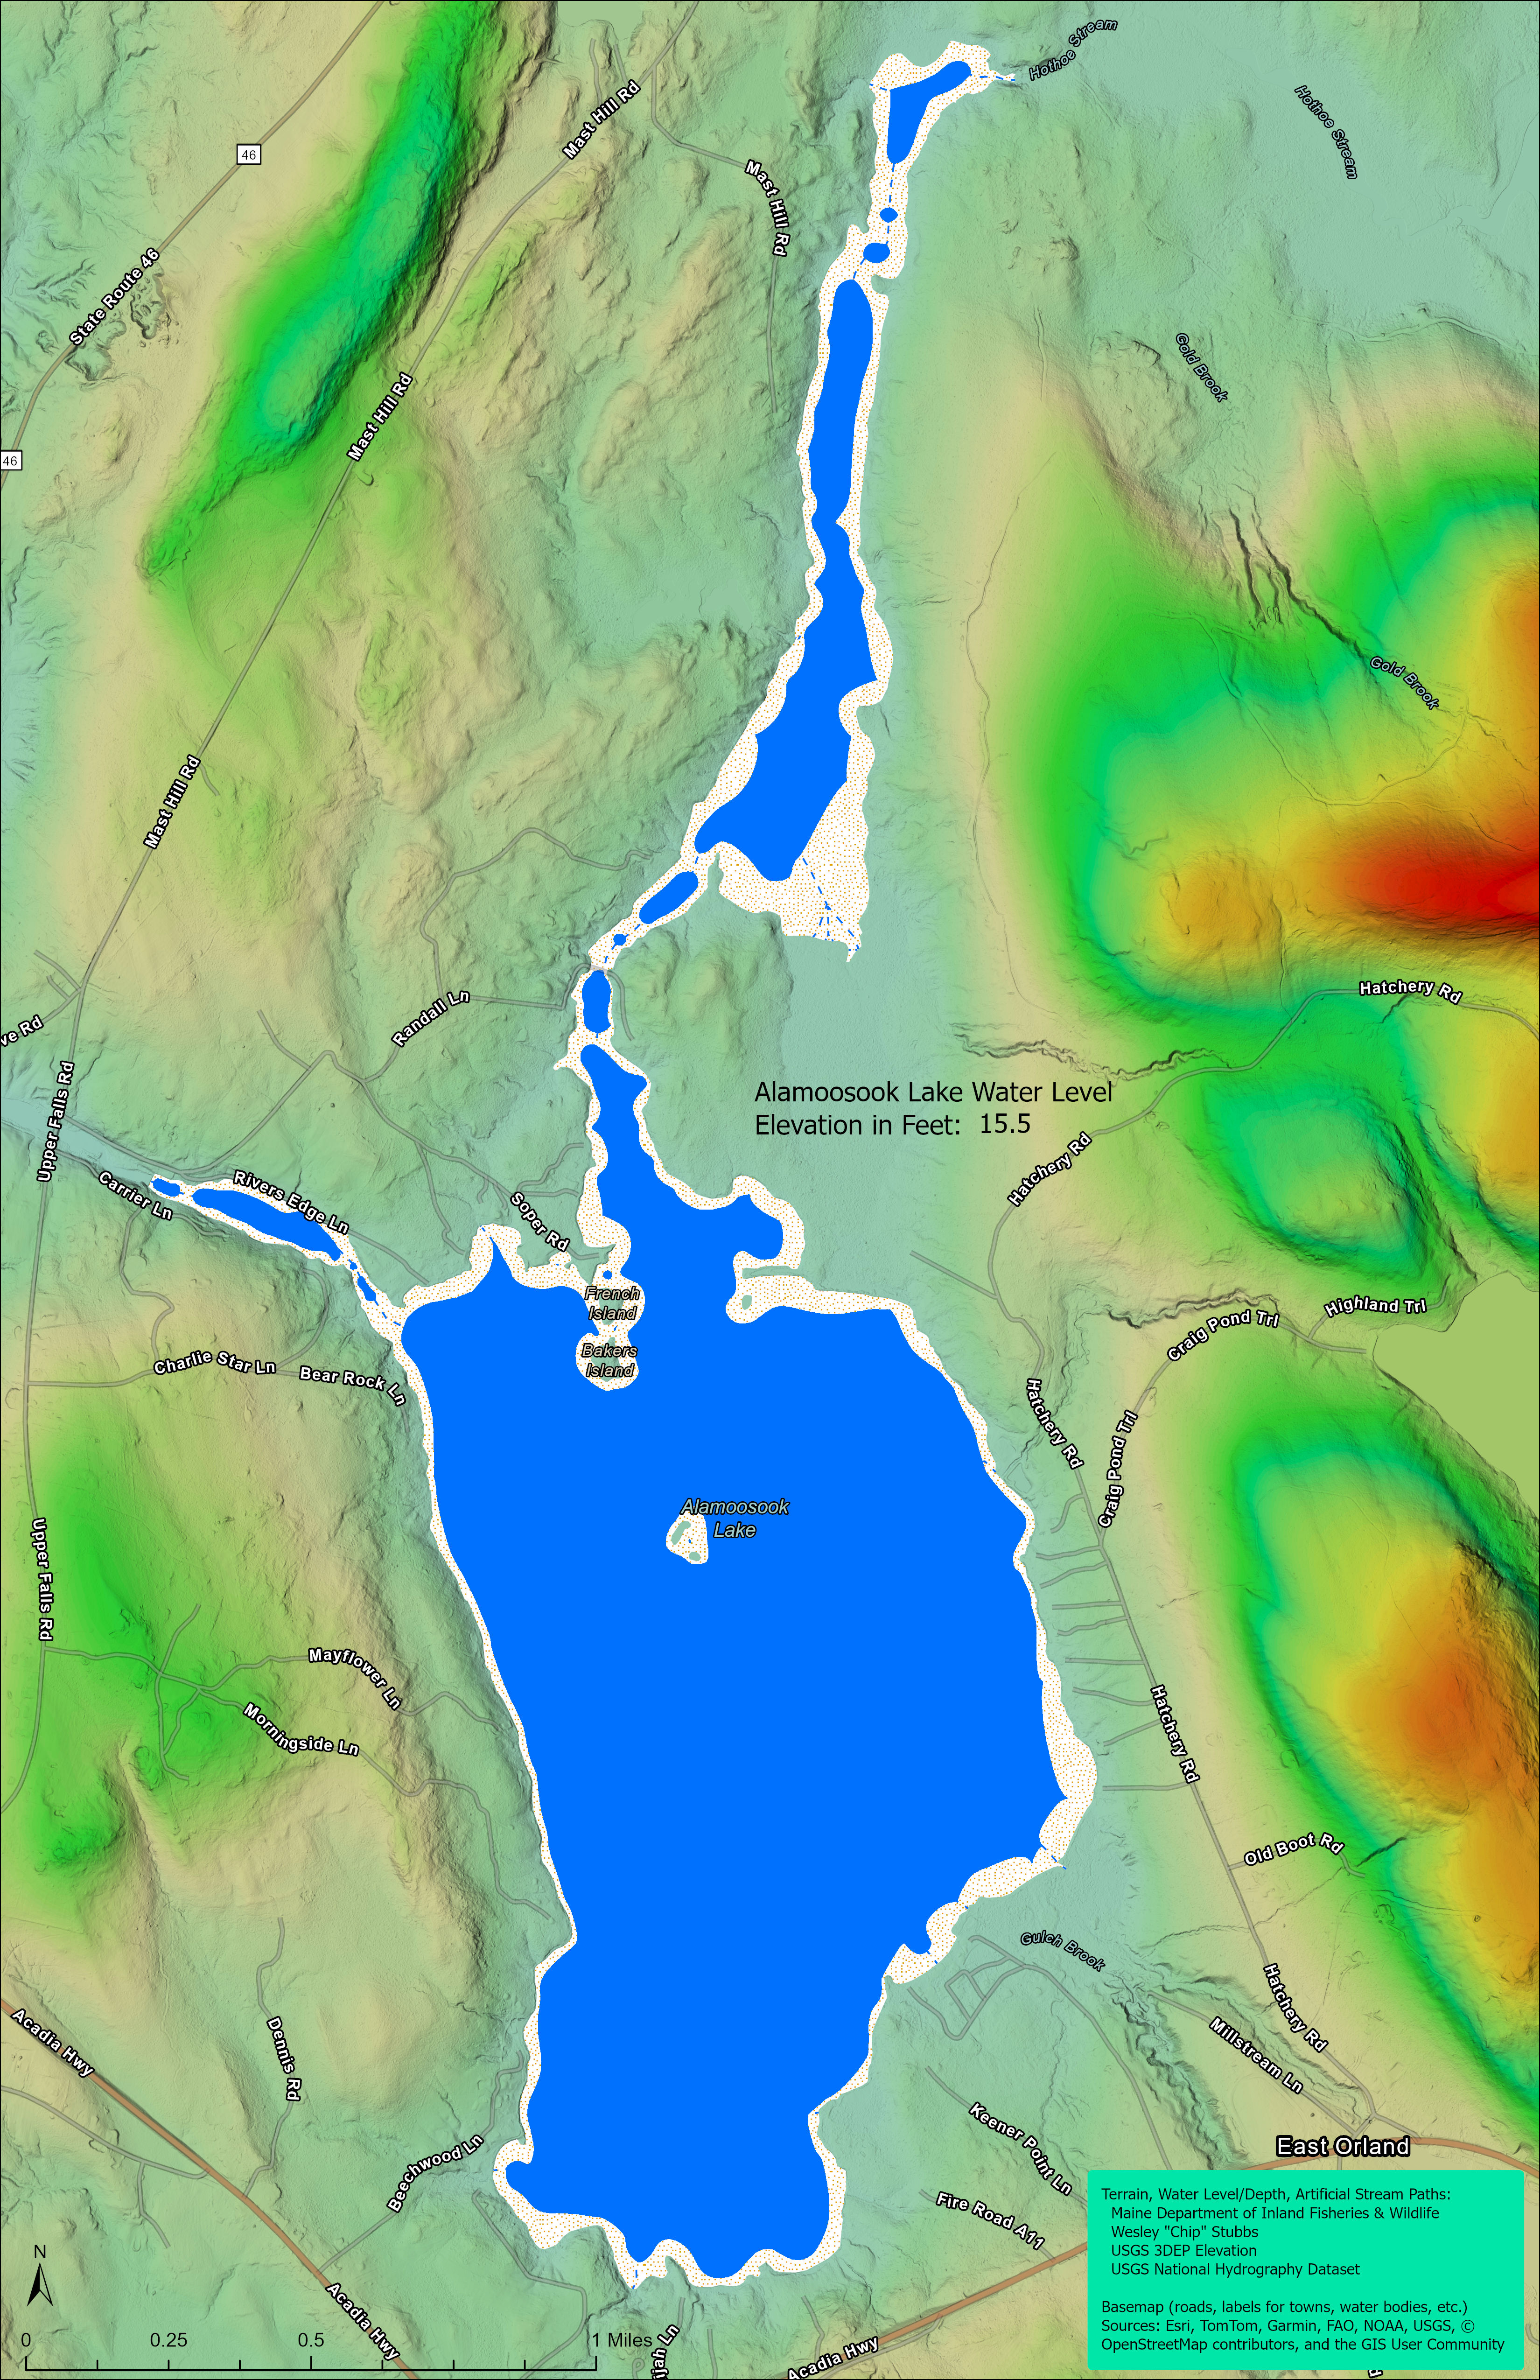 Hothoe Stream
Hothoe Stream
Mast Hill Rd
46
Mast Hill Rd
State Route 46
Gold Brook
Mast Hill Rd
46
Gold Brook
Mast Hill Rd
Hatchery Rd
Randall Ln
ve Rd
Upper Falls Rd
Alamoosook Lake Water Level
Elevation in Feet: 15.5
Hatchery Rd
Rivers Edge Ln
Carrier Ln
Soper Rd
French
Island
Highland Trl
Craig Pond Trl
Bakers
Island
Charlie Star Ln
Bear Rock Ln
Hatchery Rd
Craig Pond Trl
Alamoosook
Lake
Upper Falls Rd
Mayflower Ln
Morningside Ln
Hatchery Rd
Old Boot Rd
Gulch Brook
Hatchery Rd
Acadia Hwy
Dennis Rd
Millstream Ln
Keener Point Ln
East Orland
Beechwood Ln
Fire Road A11
Terrain, Water Level/Depth, Artificial Stream Paths:
Maine Department of Inland Fisheries & Wildlife
Wesley "Chip" Stubbs
USGS 3DEP Elevation
USGS National Hydrography Dataset
Basemap (roads, labels for towns, water bodies, etc.)
Sources: Esri, TomTom, Garmin, FAO, NOAA, USGS, ©
OpenStreetMap contributors, and the GIS User Community
N
Acadia Hwy
0 0.25 0.5 1 Miles
ijah Ln
Acadia Hwy